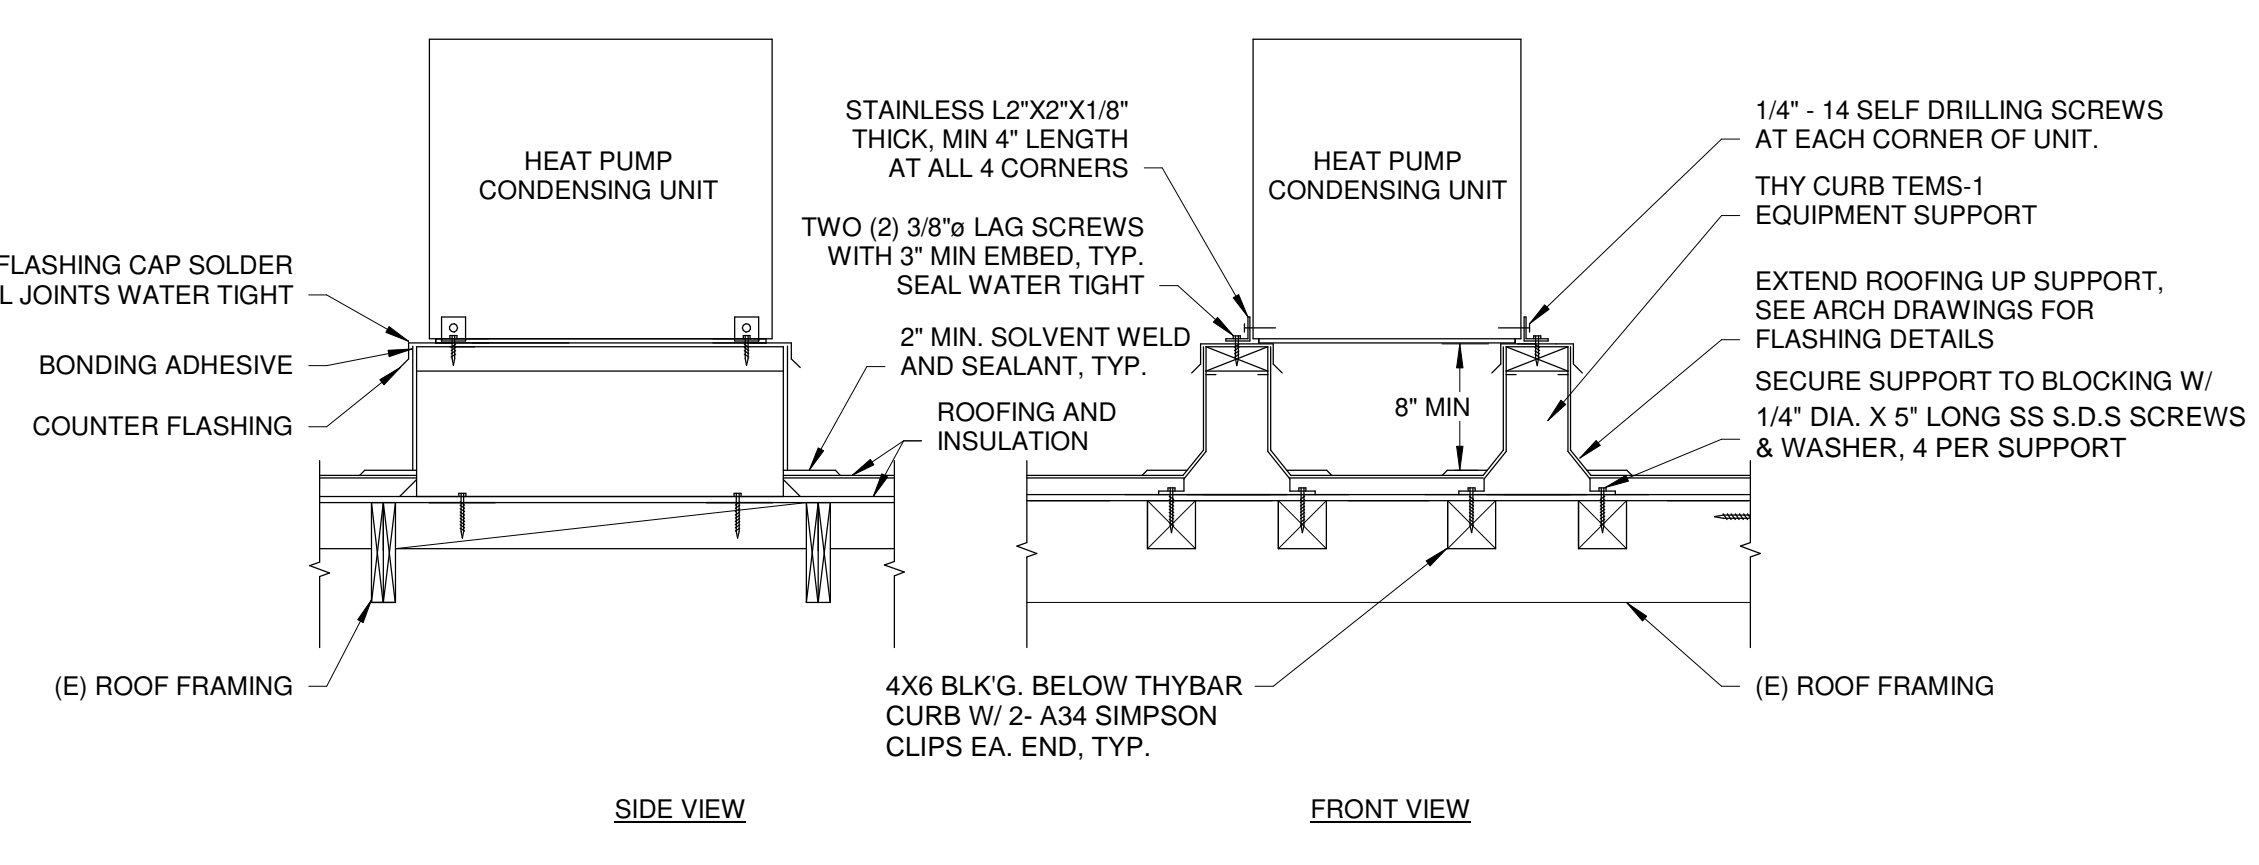 HEAT PUMP
CONDENSING UNIT
FLASHING CAP SOLDER
JOINTS WATER TIGHT
BONDING ADHESIVE
COUNTER FLASHING
(E) ROOF FRAMING
STAINLESS L2"X2"X1/8"
THICK, MIN 4" LENGTH
AT ALL 4 CORNERS
TWO (2) 3/8"ø LAG SCREWS
WITH 3" MIN EMBED, TYP.
SEAL WATER TIGHT
2" MIN. SOLVENT WELD
AND SEALANT, TYP.
ROOFING AND
INSULATION
HEAT PUMP
CONDENSING UNIT
8" MIN
1/4" - 14 SELF DRILLING SCREWS
AT EACH CORNER OF UNIT.
THY CURB TEMS-1
EQUIPMENT SUPPORT
EXTEND ROOFING UP SUPPORT,
SEE ARCH DRAWINGS FOR
FLASHING DETAILS
SECURE SUPPORT TO BLOCKING W/
1/4" DIA. X 5" LONG SS S.D.S SCREWS
& WASHER, 4 PER SUPPORT
4X6 BLK'G. BELOW THYBAR
CURB W/ 2- A34 SIMPSON
CLIPS EA. END, TYP.
(E) ROOF FRAMING
SIDE VIEW
FRONT VIEW